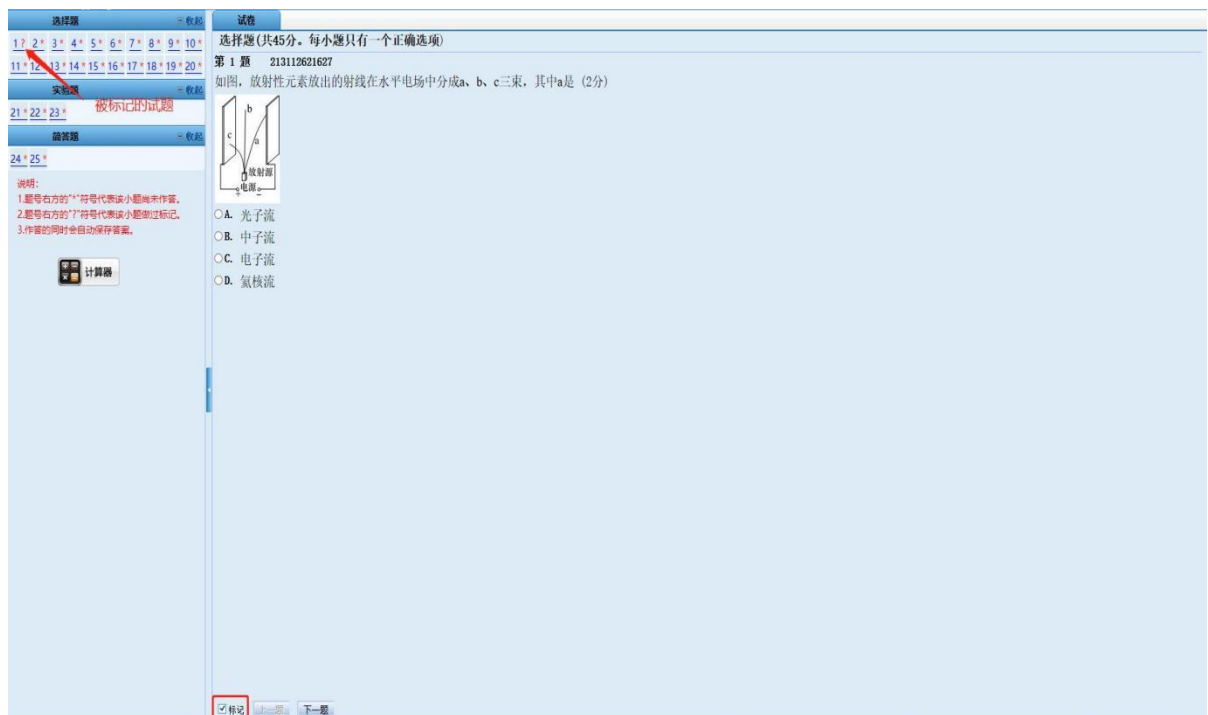 选择题 收起
1? 2* 3* 4* 5* 6* 7* 8* 9* 10*
11* 12 13* 14* 15* 16* 17* 18* 19* 20*
实验题 收起
21* 22* 23*
被标记的试题
简答题 收起
24* 25*
说明:
1.题号右方的"*"符号代表该小题尚未作答。
2.题号右方的"?"符号代表该小题做过标记。
3.作答的同时会自动保存答案。
计算器
试卷
选择题(共45分。每小题只有一个正确选项)
第 1 题 213112621627
如图，放射性元素放出的射线在水平电场中分成a、b、c三束，其中a是 (2分)
b
c
a
放射源
电源
+ -
A. 光子流
B. 中子流
C. 电子流
D. 氦核流
标记 上一题 下一题